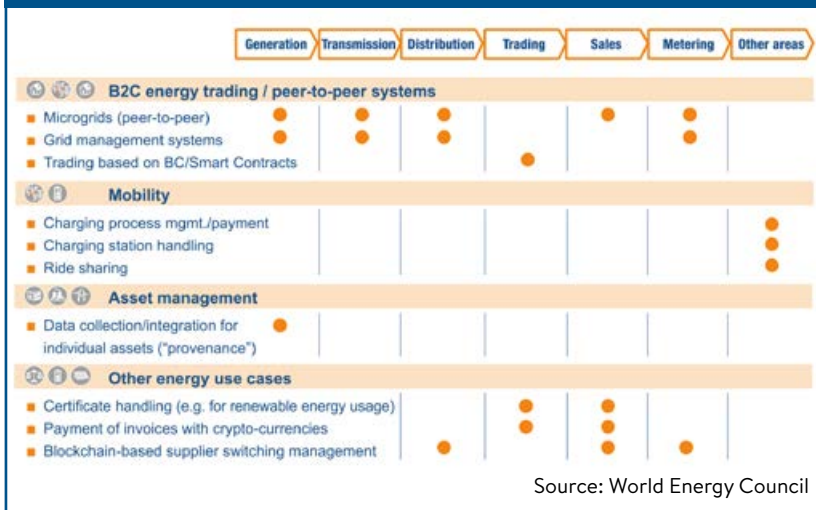 Generation Transmission Distribution Trading Sales Metering Other areas
B2C energy trading / peer-to-peer systems
Microgrids (peer-to-peer)
Grid management systems
Trading based on BC/Smart Contracts
Mobility
Charging process mgmt./payment
Charging station handling
Ride sharing
Asset management
Data collection/integration for
individual assets (“provenance”)
Other energy use cases
Certificate handling (e.g. for renewable energy usage)
Payment of invoices with crypto-currencies
Blockchain-based supplier switching management
Source: World Energy Council